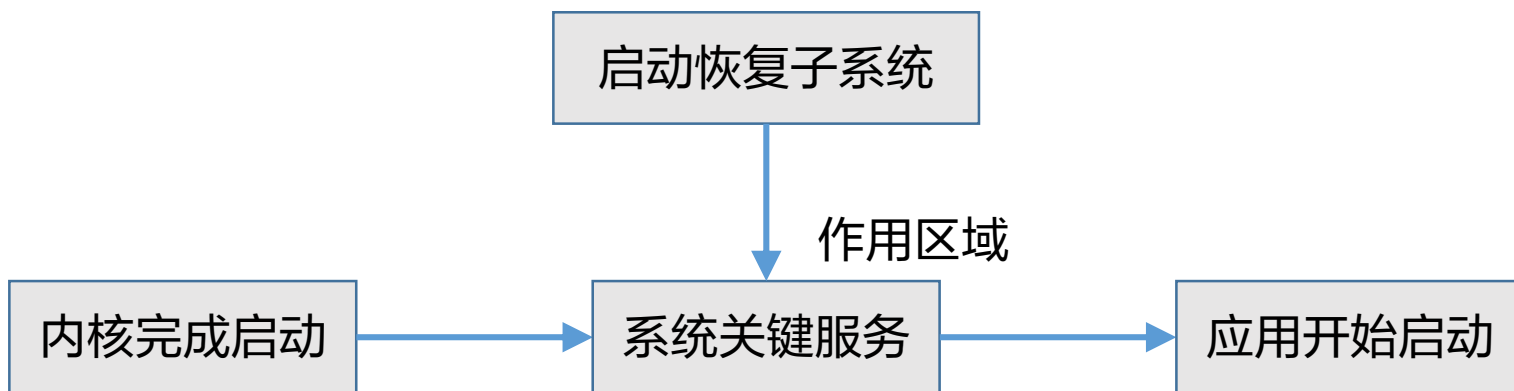 启动恢复子系统
作用区域
内核完成启动
系统关键服务
应用开始启动